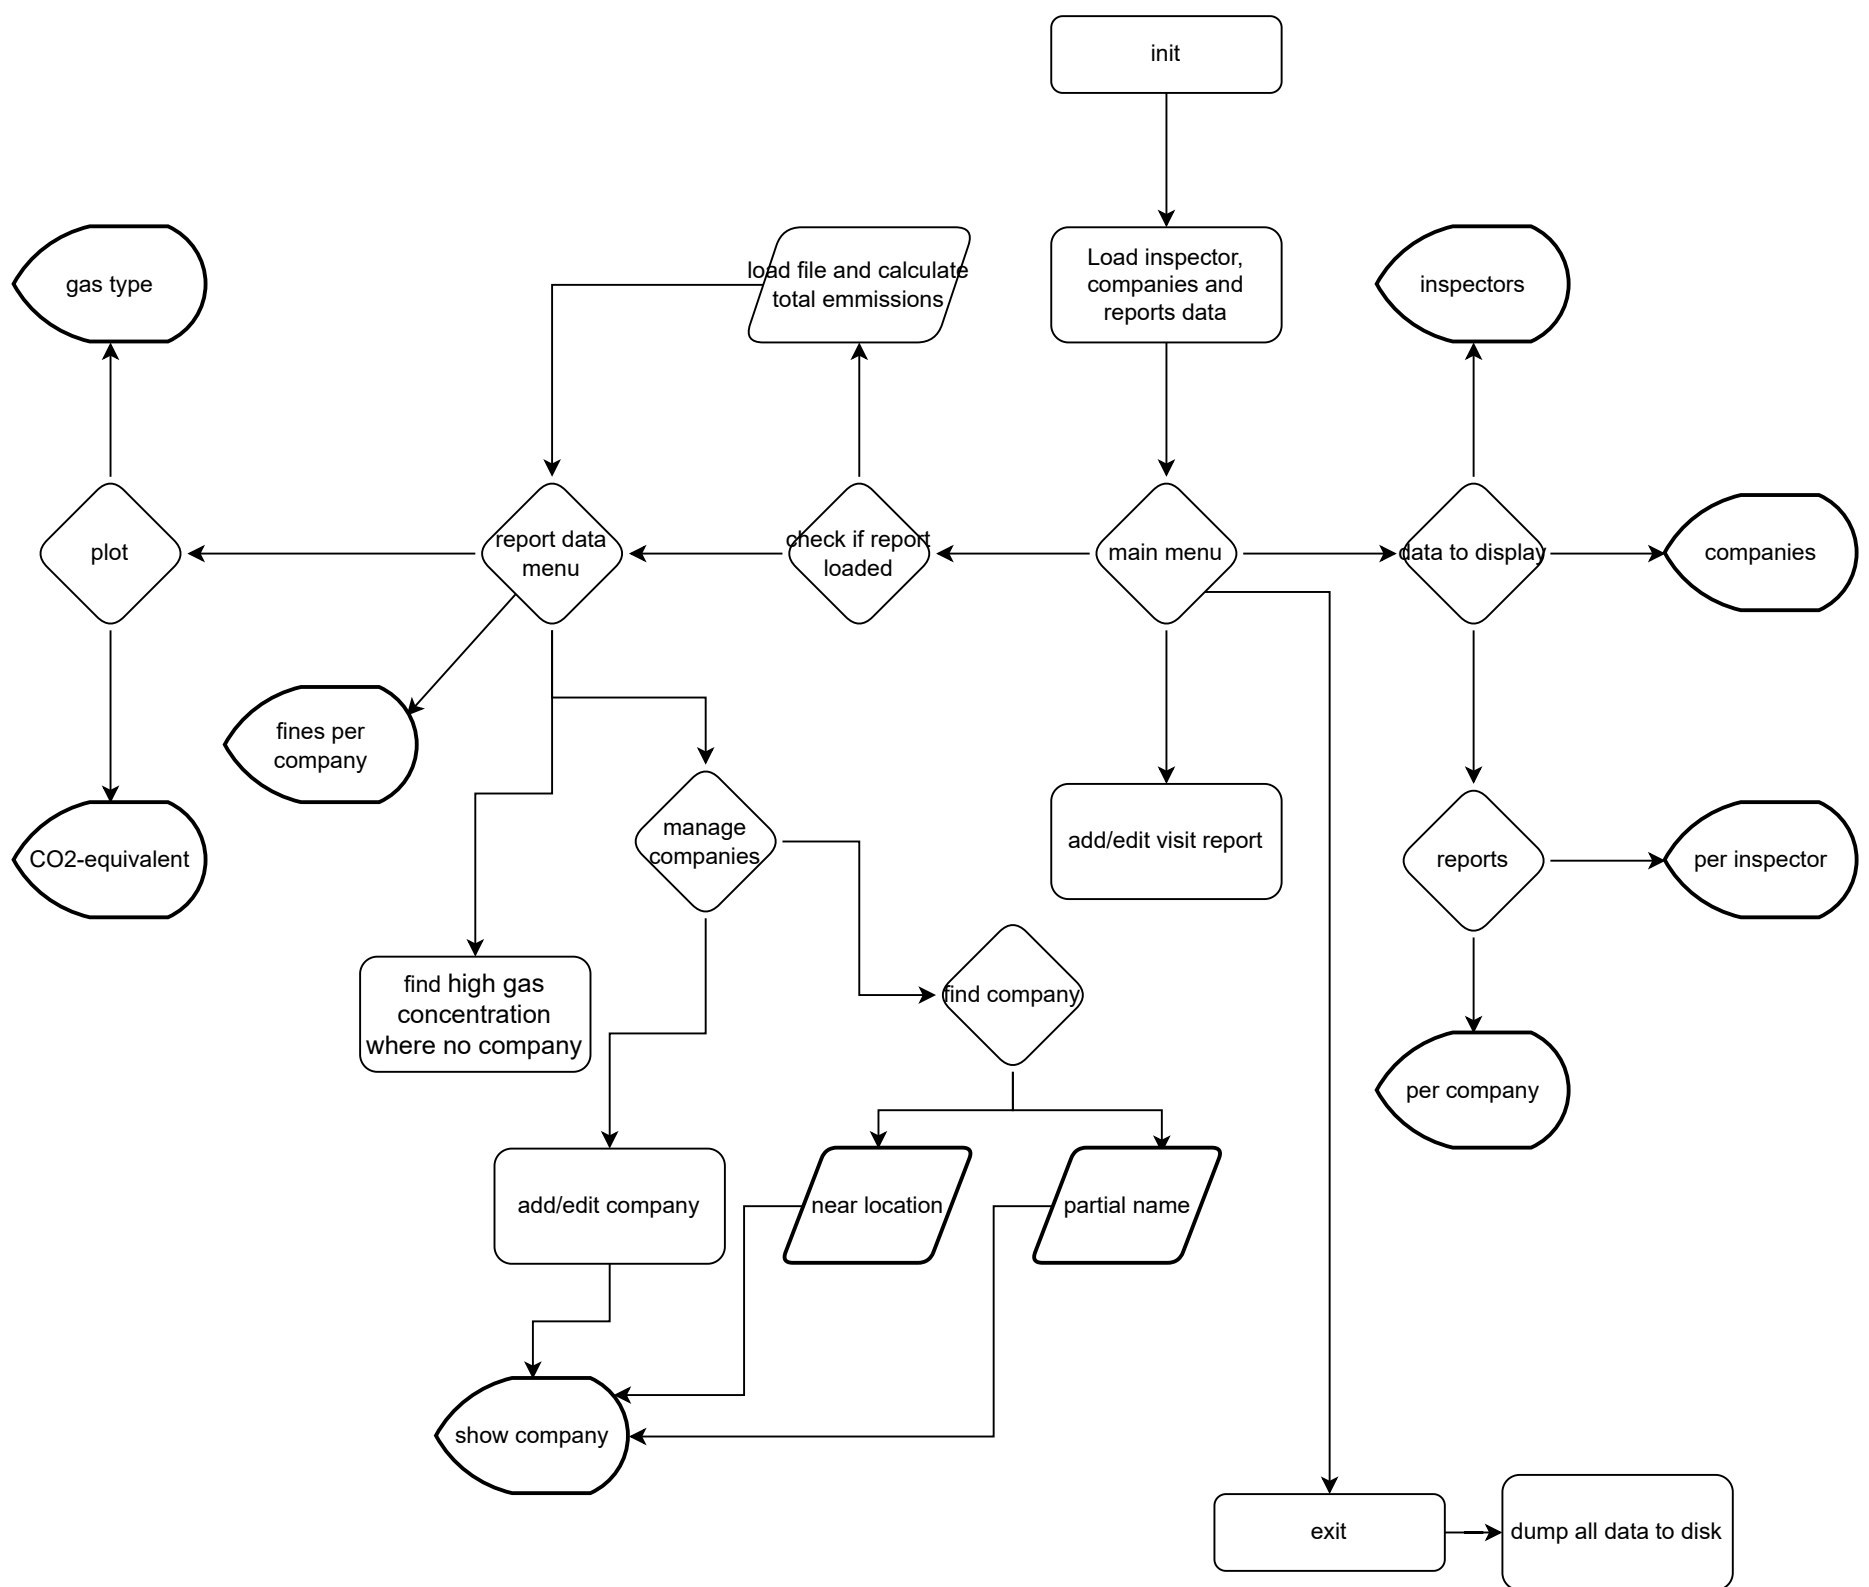 init
gas type
load file and calculate
total emmissions
Load inspector,
companies and
reports data
inspectors
plot
report data
menu
check if report
loaded
main menu
data to display
companies
fines per
company
CO2-equivalent
manage
companies
add/edit visit report
reports
per inspector
find high gas
concentration
where no company
find company
per company
add/edit company
near location
partial name
show company
exit
dump all data to disk